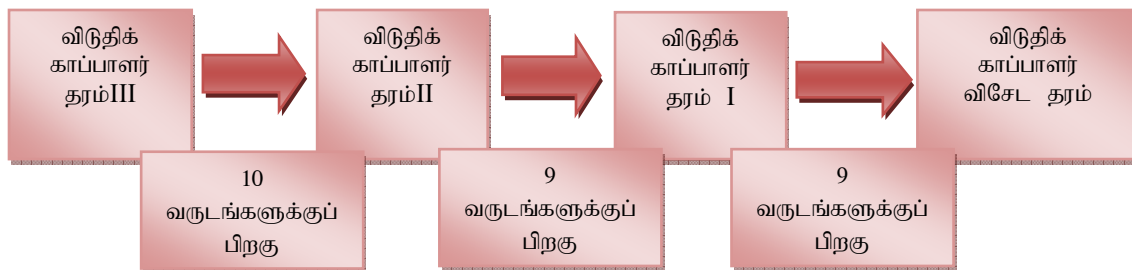 விடுதிக்
காப்பாளர்
தரம்III
விடுதிக்
காப்பாளர்
தரம்II
விடுதிக்
காப்பாளர்
தரம் I
விடுதிக்
காப்பாளர்
விசேட தரம்
10
வருடங்களுக்குப்
பிறகு
9
வருடங்களுக்குப்
பிறகு
9
வருடங்களுக்குப்
பிறகு